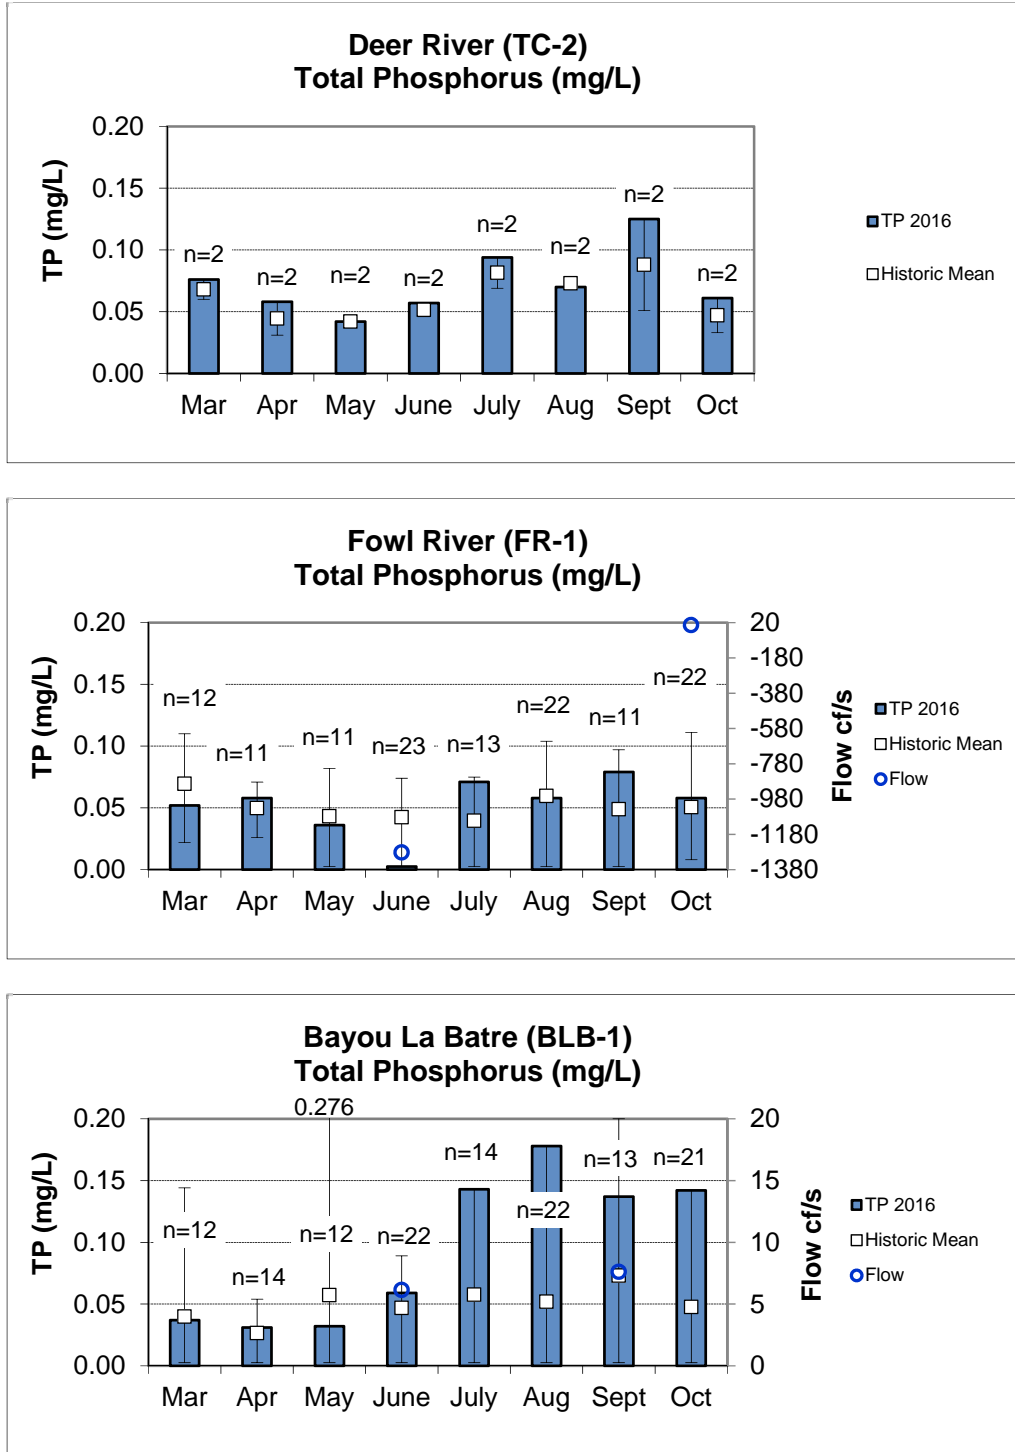 Deer River (TC-2)
Total Phosphorus (mg/L)
TP (mg/L)
0.20
0.15
0.10
0.05
0.00
n=2
n=2
n=2
n=2
n=2
n=2
n=2
n=2
Mar Apr May June July Aug Sept Oct
TP 2016
Historic Mean
Fowl River (FR-1)
Total Phosphorus (mg/L)
TP (mg/L)
0.20
0.15
0.10
0.05
0.00
n=12
n=11
n=11
n=23
n=13
n=22
n=11
n=22
20
-180
-380
-580
-780
-980
-1180
-1380
Flow cf/s
Mar Apr May June July Aug Sept Oct
TP 2016
Historic Mean
Flow
Bayou La Batre (BLB-1)
Total Phosphorus (mg/L)
0.276
TP (mg/L)
0.20
0.15
0.10
0.05
0.00
n=12
n=14
n=12
n=22
n=14
n=22
n=13
n=21
20
15
10
5
0
Flow cf/s
Mar Apr May June July Aug Sept Oct
TP 2016
Historic Mean
Flow